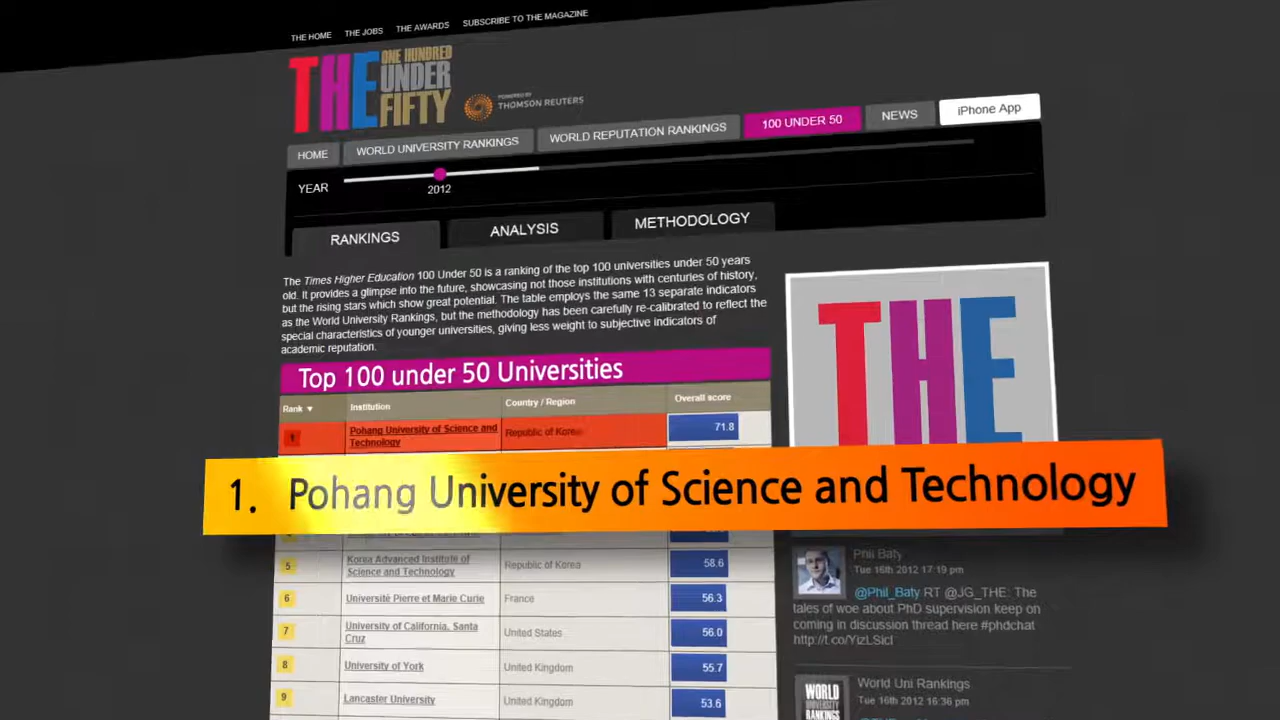 THE HOME THE JOBS THE AWARDS SUBSCRIBE TO THE MAGAZINE
THE ONE HUNDRED
UNDER
FIFTY
POWERED BY
THOMSON REUTERS
HOME WORLD UNIVERSITY RANKINGS WORLD REPUTATION RANKINGS 100 UNDER 50 NEWS iPhone App
YEAR
2012
RANKINGS ANALYSIS METHODOLOGY
The Times Higher Education 100 Under 50 is a ranking of the top 100 universities under 50 years
old. It provides a glimpse into the future, showcasing not those institutions with centuries of history,
but the rising stars which show great potential. The table employs the same 13 separate indicators
as the World University Rankings, but the methodology has been carefully re-calibrated to reflect the
special characteristics of younger universities, giving less weight to subjective indicators of
academic reputation.
THE
Top 100 under 50 Universities
Rank ▼ Institution Country / Region Overall score
1 Pohang University of Science and
Technology Republic of Korea 71.8
1. Pohang University of Science and Technology
5 Korea Advanced Institute of
Science and Technology Republic of Korea 58.6
6 Université Pierre et Marie Curie France 56.3
7 University of California, Santa
Cruz United States 56.0
8 University of York United Kingdom 55.7
9 Lancaster University United Kingdom 53.6
Phil Baty
Tue 16th 2012 17:19 pm
@Phil_Baty RT @JG_THE: The
tales of woe about PhD supervision keep on
coming in discussion thread here #phdchat
http://t.co/YizLSicI
World Uni Rankings
Tue 16th 2012 16:36 pm
WORLD
UNIVERSITY
RANKINGS